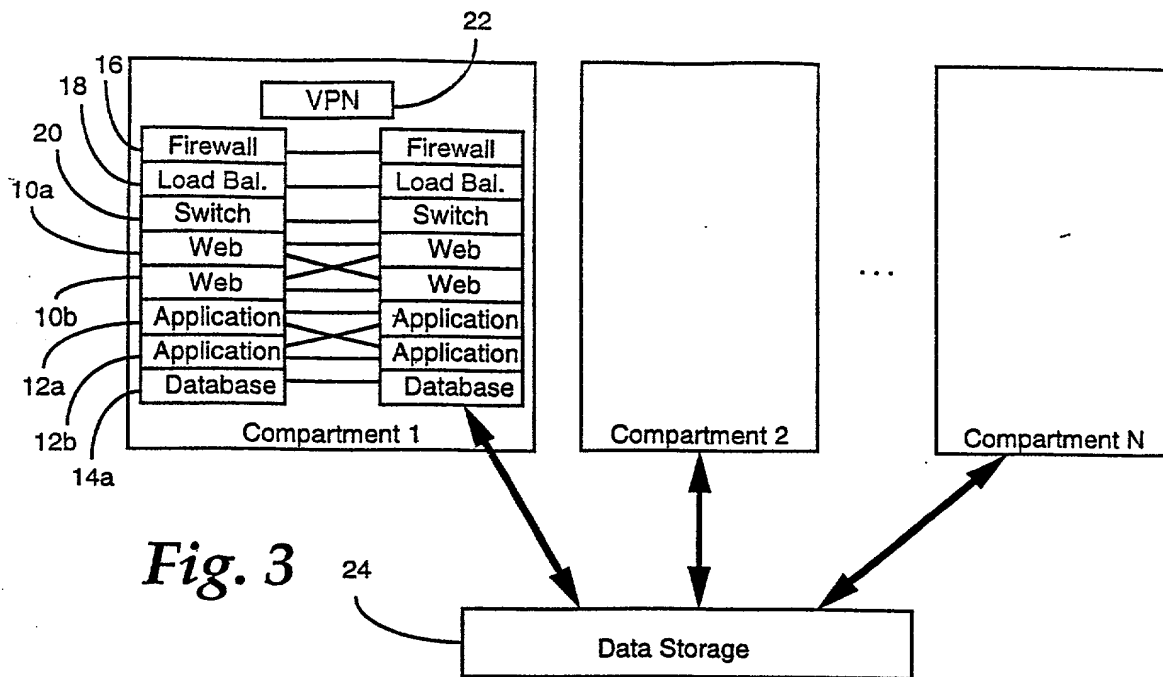 22
16
VPN
18
Firewall Firewall
20
Load Bal. Load Bal.
10a
Switch Switch
Web Web
...
Web Web
10b
Application Application
Application Application
12a
Database Database
12b
Compartment 1
Compartment 2
Compartment N
14a
Fig. 3
24
Data Storage